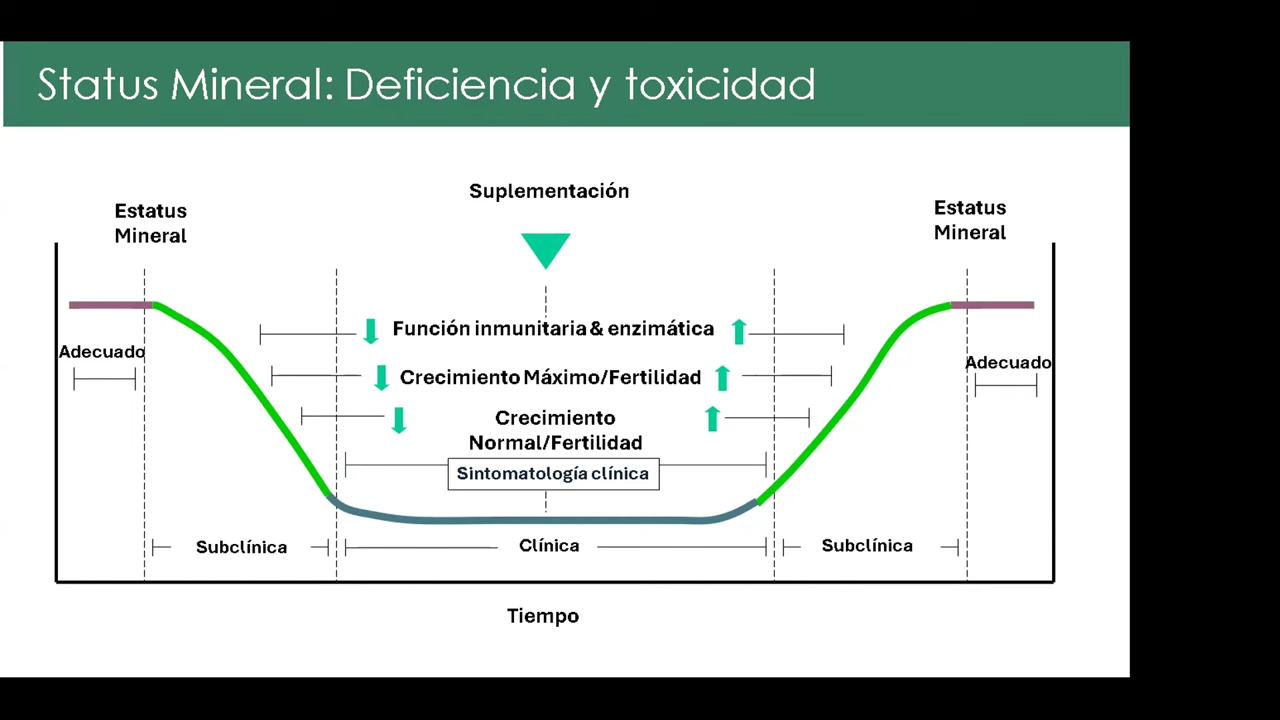 Status Mineral: Deficiencia y toxicidad
Suplementación
Estatus
Mineral
Estatus
Mineral
Función inmunitaria & enzimática
Adecuado
Adecuado
Crecimiento Máximo/Fertilidad
Crecimiento
Normal/Fertilidad
Sintomatología clínica
Subclínica
Clínica
Subclínica
Tiempo